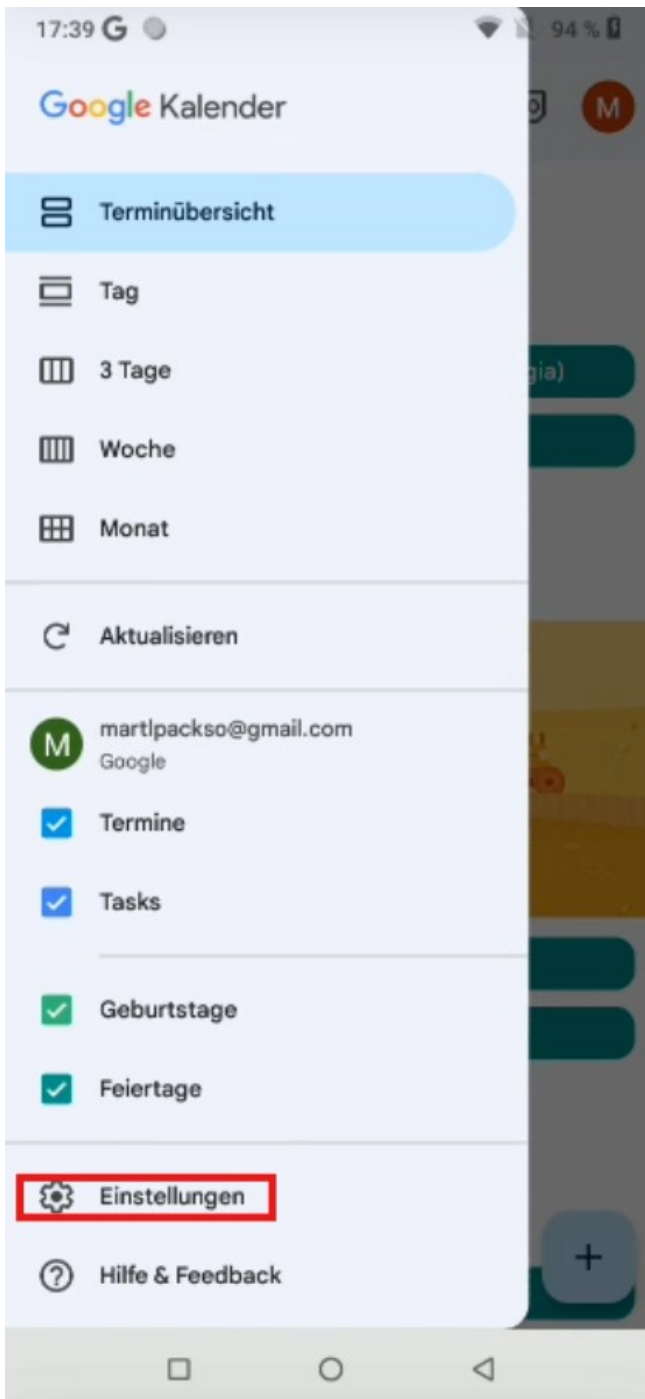 17:39 G 94 %
Google Kalender
M
Terminübersicht
Tag
3 Tage
gia)
Woche
Monat
Aktualisieren
M
martlpackso@gmail.com
Google
Termine
Tasks
Geburtstage
Feiertage
Einstellungen
Hilfe & Feedback